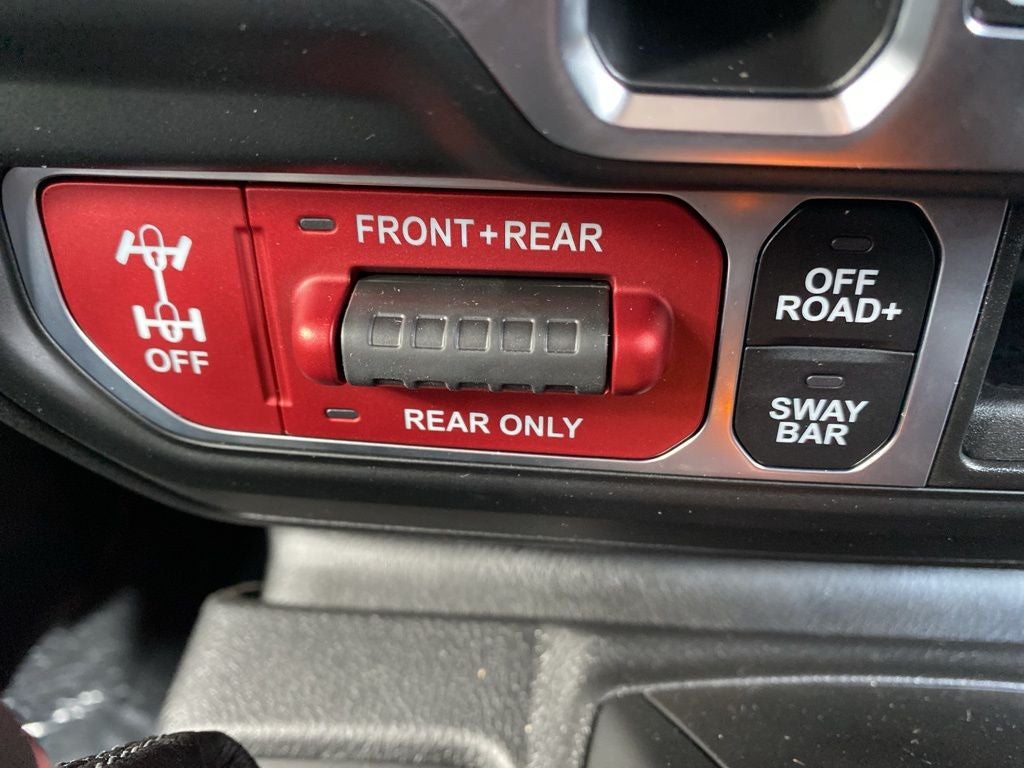 OFF
FRONT+REAR
REAR ONLY
OFF
ROAD+
SWAY
BAR